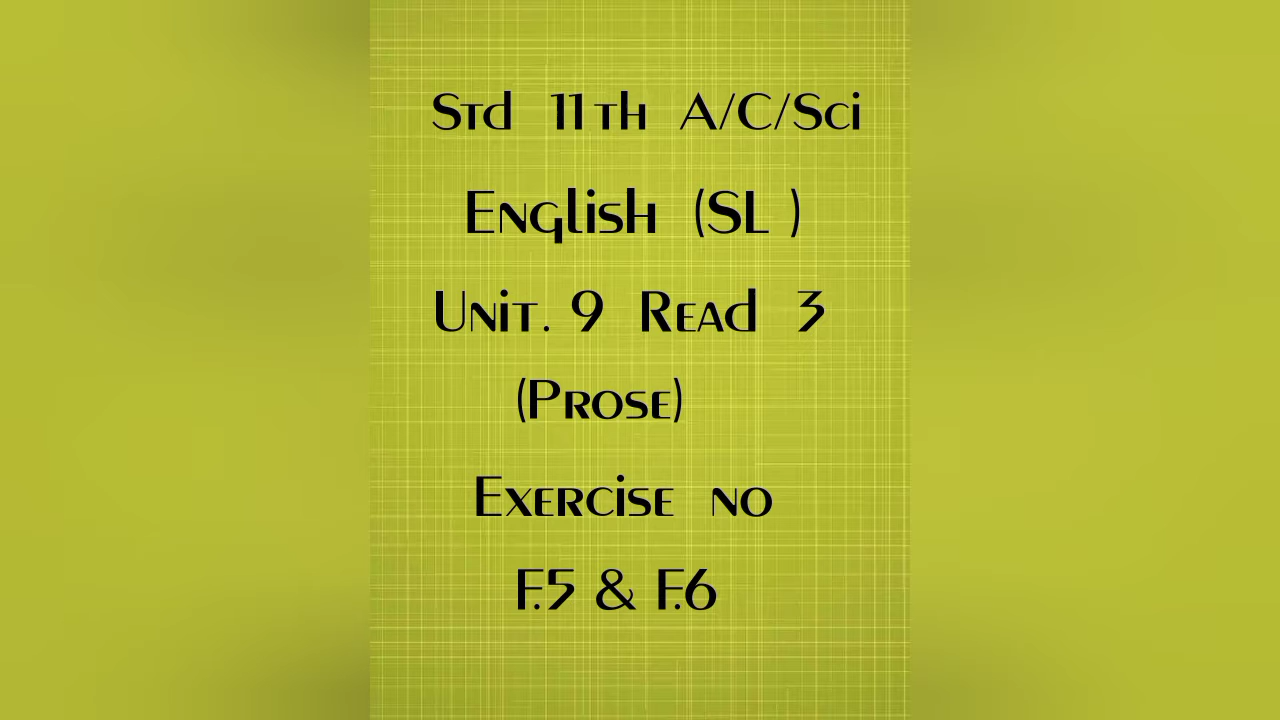 Std 11th A/C/Sci
English (SL )
Unit. 9 Read 3
(Prose)
Exercise no
F.5 & F.6